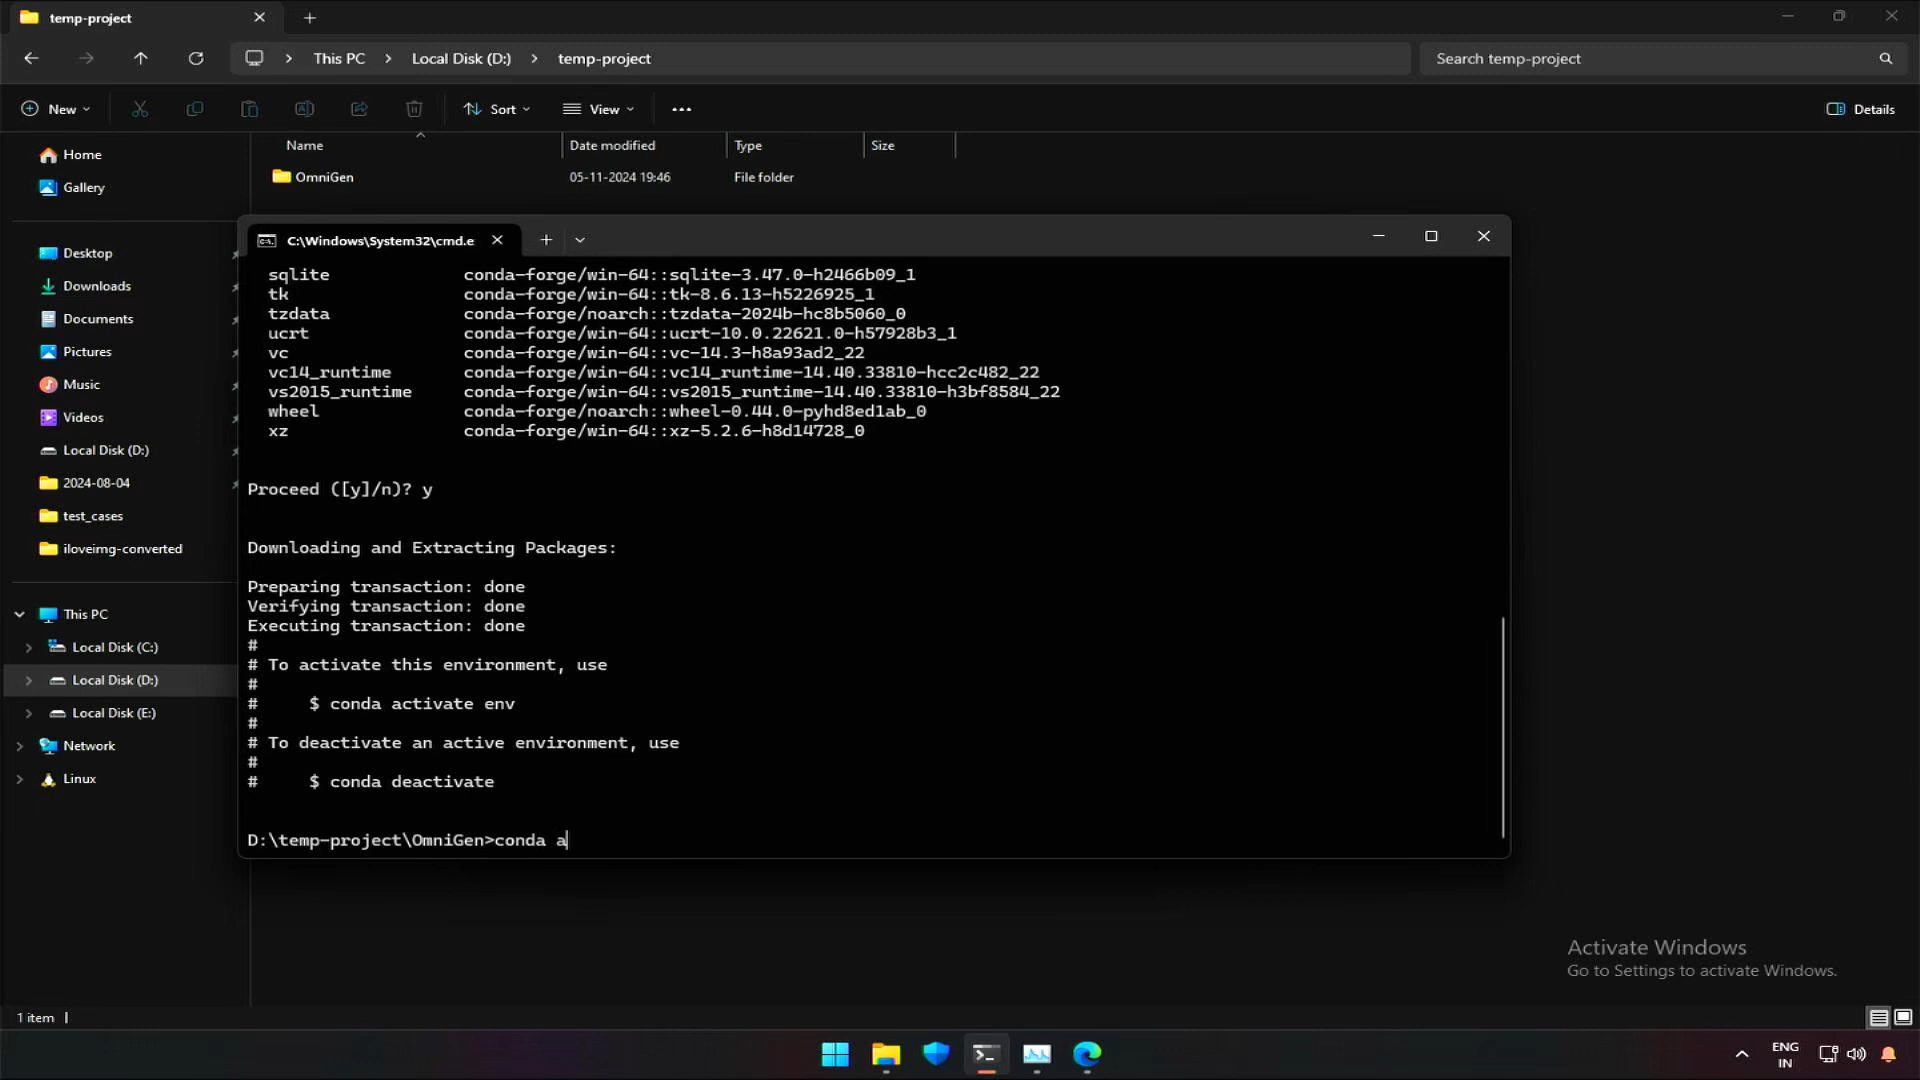 temp-project
This PC
Local Disk (D:)
temp-project
Search temp-project
New
Sort
View
Details
Home
Gallery
Desktop
Downloads
Documents
Pictures
Music
Videos
Local Disk (D:)
2024-08-04
test_cases
iloveimg-converted
This PC
Local Disk (C:)
Local Disk (D:)
Local Disk (E:)
Network
Linux
Name Date modified Type Size
OmniGen 05-11-2024 19:46 File folder
C:\Windows\System32\cmd.e
sqlite conda-forge/win-64::sqlite-3.47.0-h2466b09_1
tk conda-forge/win-64::tk-8.6.13-h5226925_1
tzdata conda-forge/noarch::tzdata-2024b-hc8b5060_0
ucrt conda-forge/win-64::ucrt-10.0.22621.0-h57928b3_1
vc conda-forge/win-64::vc-14.3-h8a93ad2_22
vc14_runtime conda-forge/win-64::vc14_runtime-14.40.33810-hcc2c482_22
vs2015_runtime conda-forge/win-64::vs2015_runtime-14.40.33810-h3bf8584_22
wheel conda-forge/noarch::wheel-0.44.0-pyhd8ed1ab_0
xz conda-forge/win-64::xz-5.2.6-h8d14728_0
Proceed ([y]/n)? y
Downloading and Extracting Packages:
Preparing transaction: done
Verifying transaction: done
Executing transaction: done
#
# To activate this environment, use
#
# $ conda activate env
#
# To deactivate an active environment, use
#
# $ conda deactivate
D:\temp-project\OmniGen>conda a
Activate Windows
Go to Settings to activate Windows.
1 item
ENG
IN